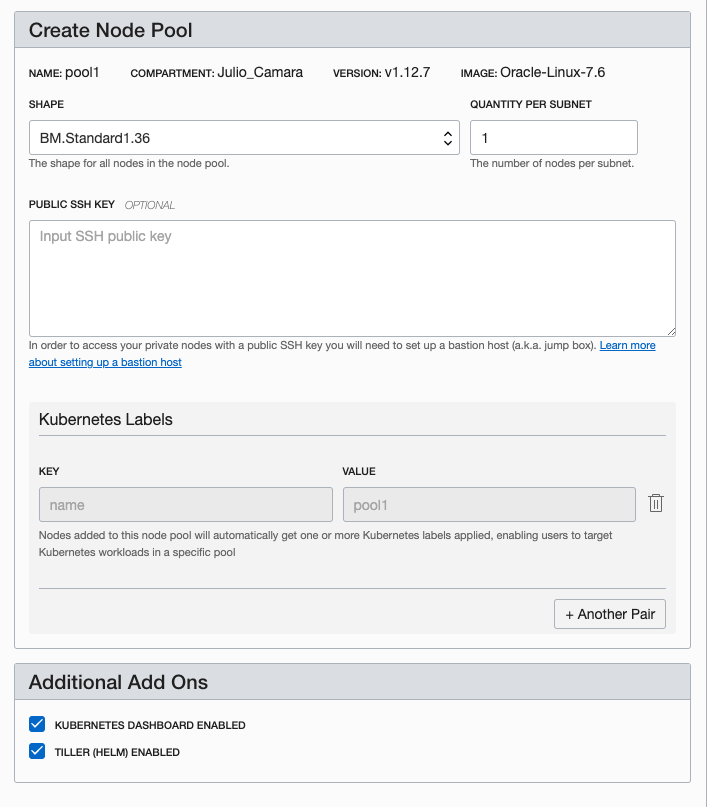 Create Node Pool
NAME: pool1 COMPARTMENT: Julio_Camara VERSION: v1.12.7 IMAGE: Oracle-Linux-7.6
SHAPE QUANTITY PER SUBNET
BM.Standard1.36 1
The shape for all nodes in the node pool. The number of nodes per subnet.
PUBLIC SSH KEY OPTIONAL
Input SSH public key
In order to access your private nodes with a public SSH key you will need to set up a bastion host (a.k.a. jump box). Learn more
about setting up a bastion host
Kubernetes Labels
KEY VALUE
name pool1
Nodes added to this node pool will automatically get one or more Kubernetes labels applied, enabling users to target
Kubernetes workloads in a specific pool
+ Another Pair
Additional Add Ons
KUBERNETES DASHBOARD ENABLED
TILLER (HELM) ENABLED